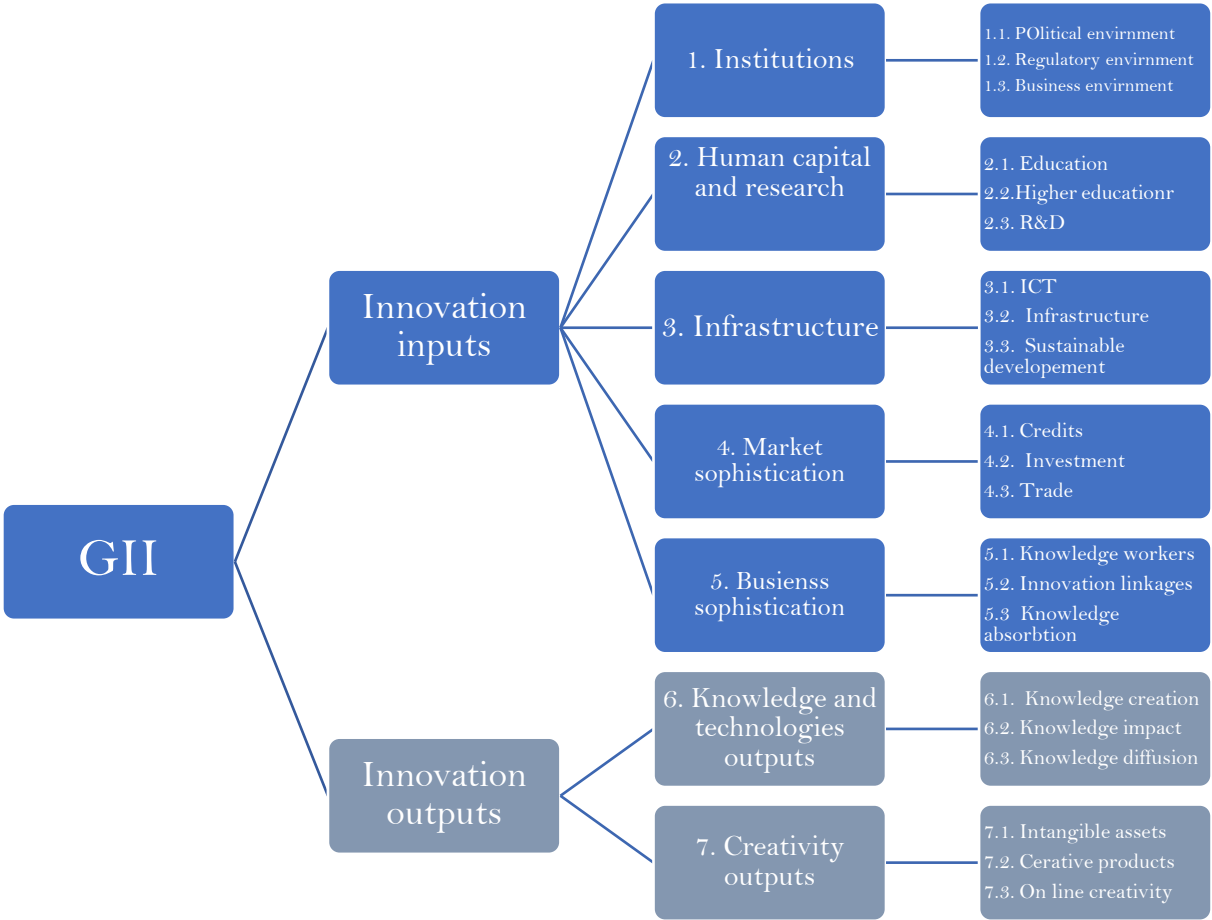 GII
Innovation
inputs
1. Institutions
1.1. POlitical envirnment
1.2. Regulatory envirnment
1.3. Business envirnment
2. Human capital
and research
2.1. Education
2.2.Higher educationr
2.3. R&D
3. Infrastructure
3.1. ICT
3.2. Infrastructure
3.3. Sustainable
developement
4. Market
sophistication
4.1. Credits
4.2. Investment
4.3. Trade
5. Busienss
sophistication
5.1. Knowledge workers
5.2. Innovation linkages
5.3 Knowledge
absorbtion
Innovation
outputs
6. Knowledge and
technologies
outputs
6.1. Knowledge creation
6.2. Knowledge impact
6.3. Knowledge diffusion
7. Creativity
outputs
7.1. Intangible assets
7.2. Cerative products
7.3. On line creativity